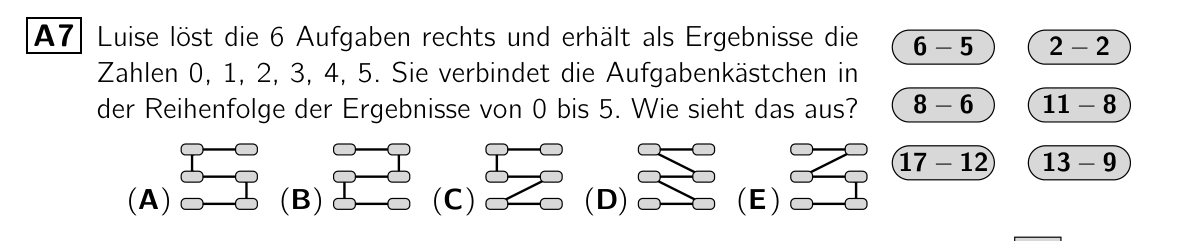 A7 Luise löst die 6 Aufgaben rechts und erhält als Ergebnisse die
Zahlen 0, 1, 2, 3, 4, 5. Sie verbindet die Aufgabenkästchen in
der Reihenfolge der Ergebnisse von 0 bis 5. Wie sieht das aus?
6 – 5 2 – 2
8 – 6 11 – 8
17 – 12 13 – 9
(A) (B) (C) (D) (E)